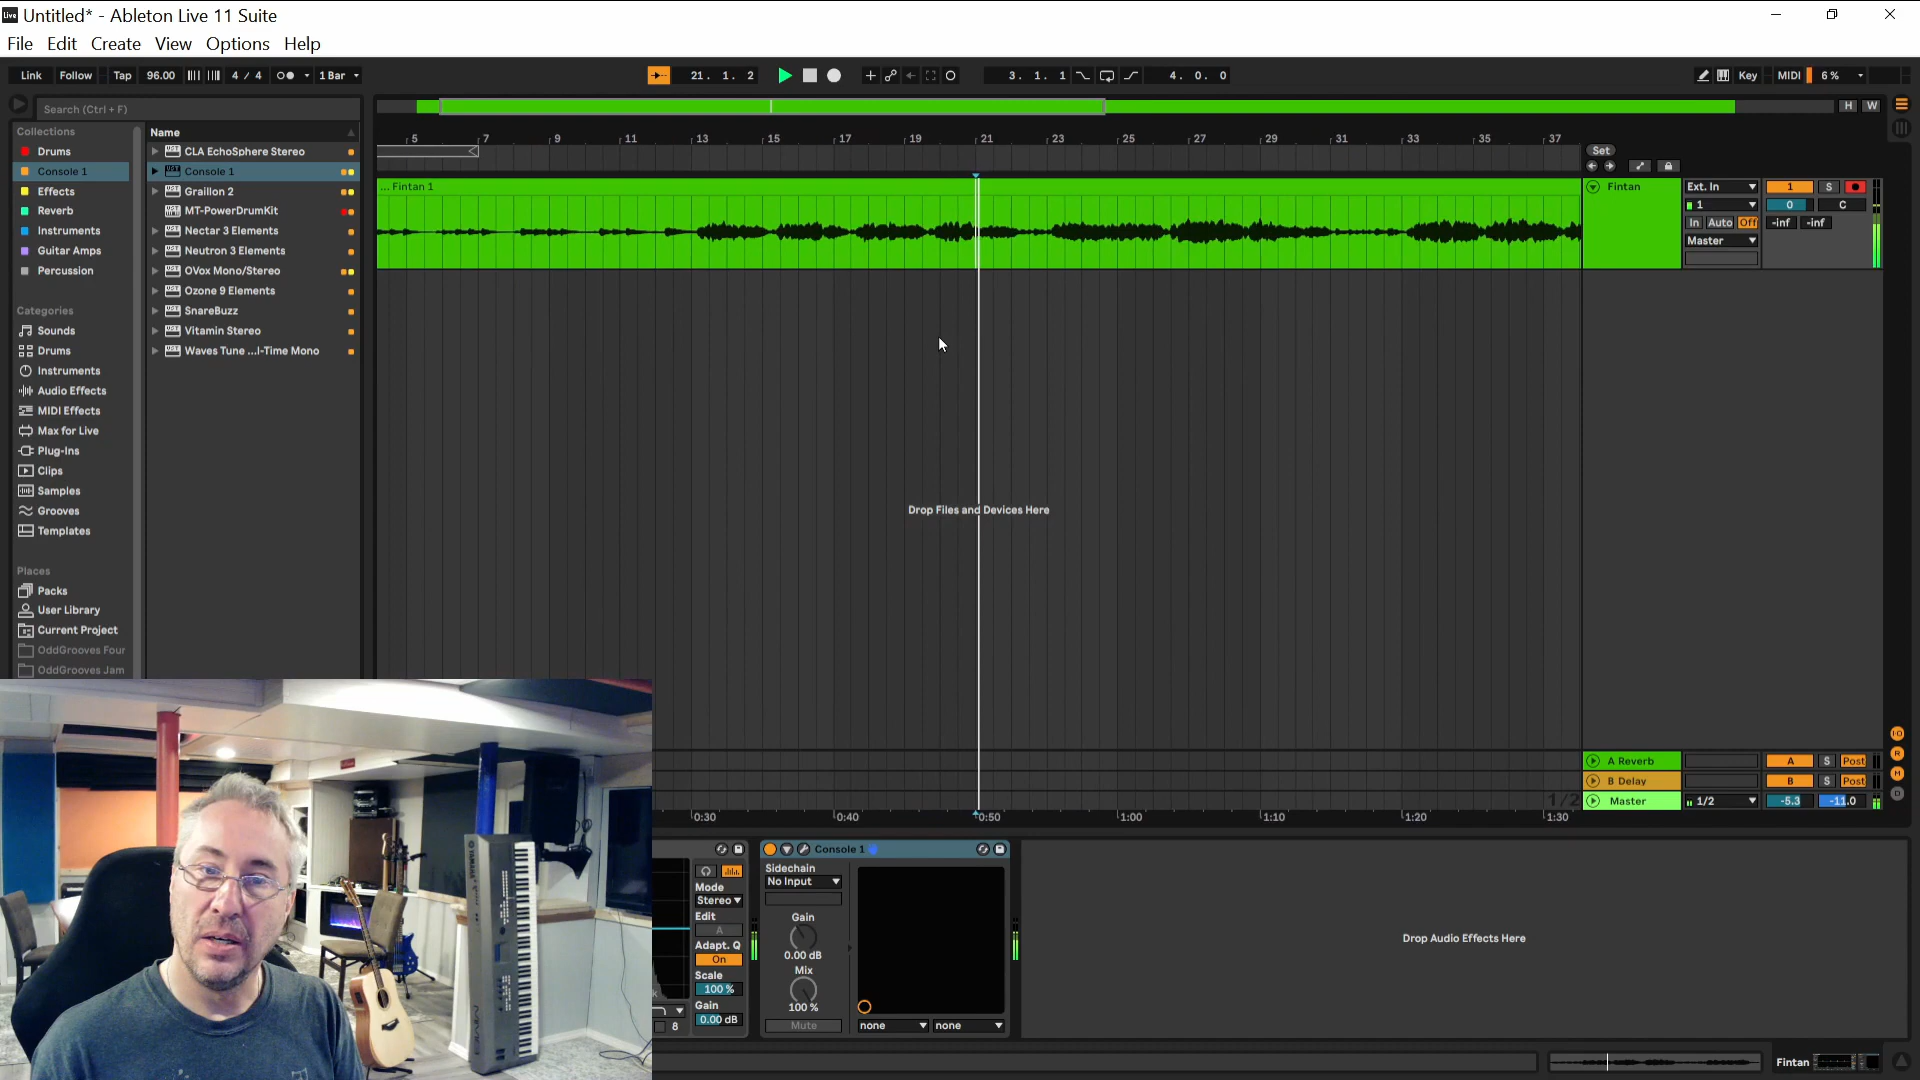 Untitled* - Ableton Live 11 Suite
File Edit Create View Options Help
Link Follow Tap 96.00 4 / 4 1 Bar 21. 1. 2 3. 1. 1 4. 0. 0 Key MIDI 6 %
Search (Ctrl + F)
H W
Collections
Drums
Console 1
Effects
Reverb
Instruments
Guitar Amps
Percussion
Categories
Sounds
Drums
Instruments
Audio Effects
MIDI Effects
Max for Live
Plug-Ins
Clips
Samples
Grooves
Templates
Places
Packs
User Library
Current Project
OddGrooves Four
OddGrooves Jam
Name
CLA EchoSphere Stereo
Console 1
Graillon 2
MT-PowerDrumKit
Nectar 3 Elements
Neutron 3 Elements
OVox Mono/Stereo
Ozone 9 Elements
SnareBuzz
Vitamin Stereo
Waves Tune ...l-Time Mono
5 7 9 11 13 15 17 19 21 23 25 27 29 31 33 35 37
Set
... Fintan 1
Fintan Ext. In 1 S
1 0 C
In Auto Off -inf -inf
Master
Drop Files and Devices Here
A Reverb A S Post
B Delay B S Post
1/2 Master 1/2 -5.3 -11.0
0:30 0:40 0:50 1:00 1:10 1:20 1:30
Mode
Stereo
Edit
A
Adapt. Q
On
Scale
100 %
Gain
0.00 dB
8
Console 1
Sidechain
No Input
Gain
0.00 dB
Mix
100 %
Mute
none none
Drop Audio Effects Here
Fintan
YAMAHA